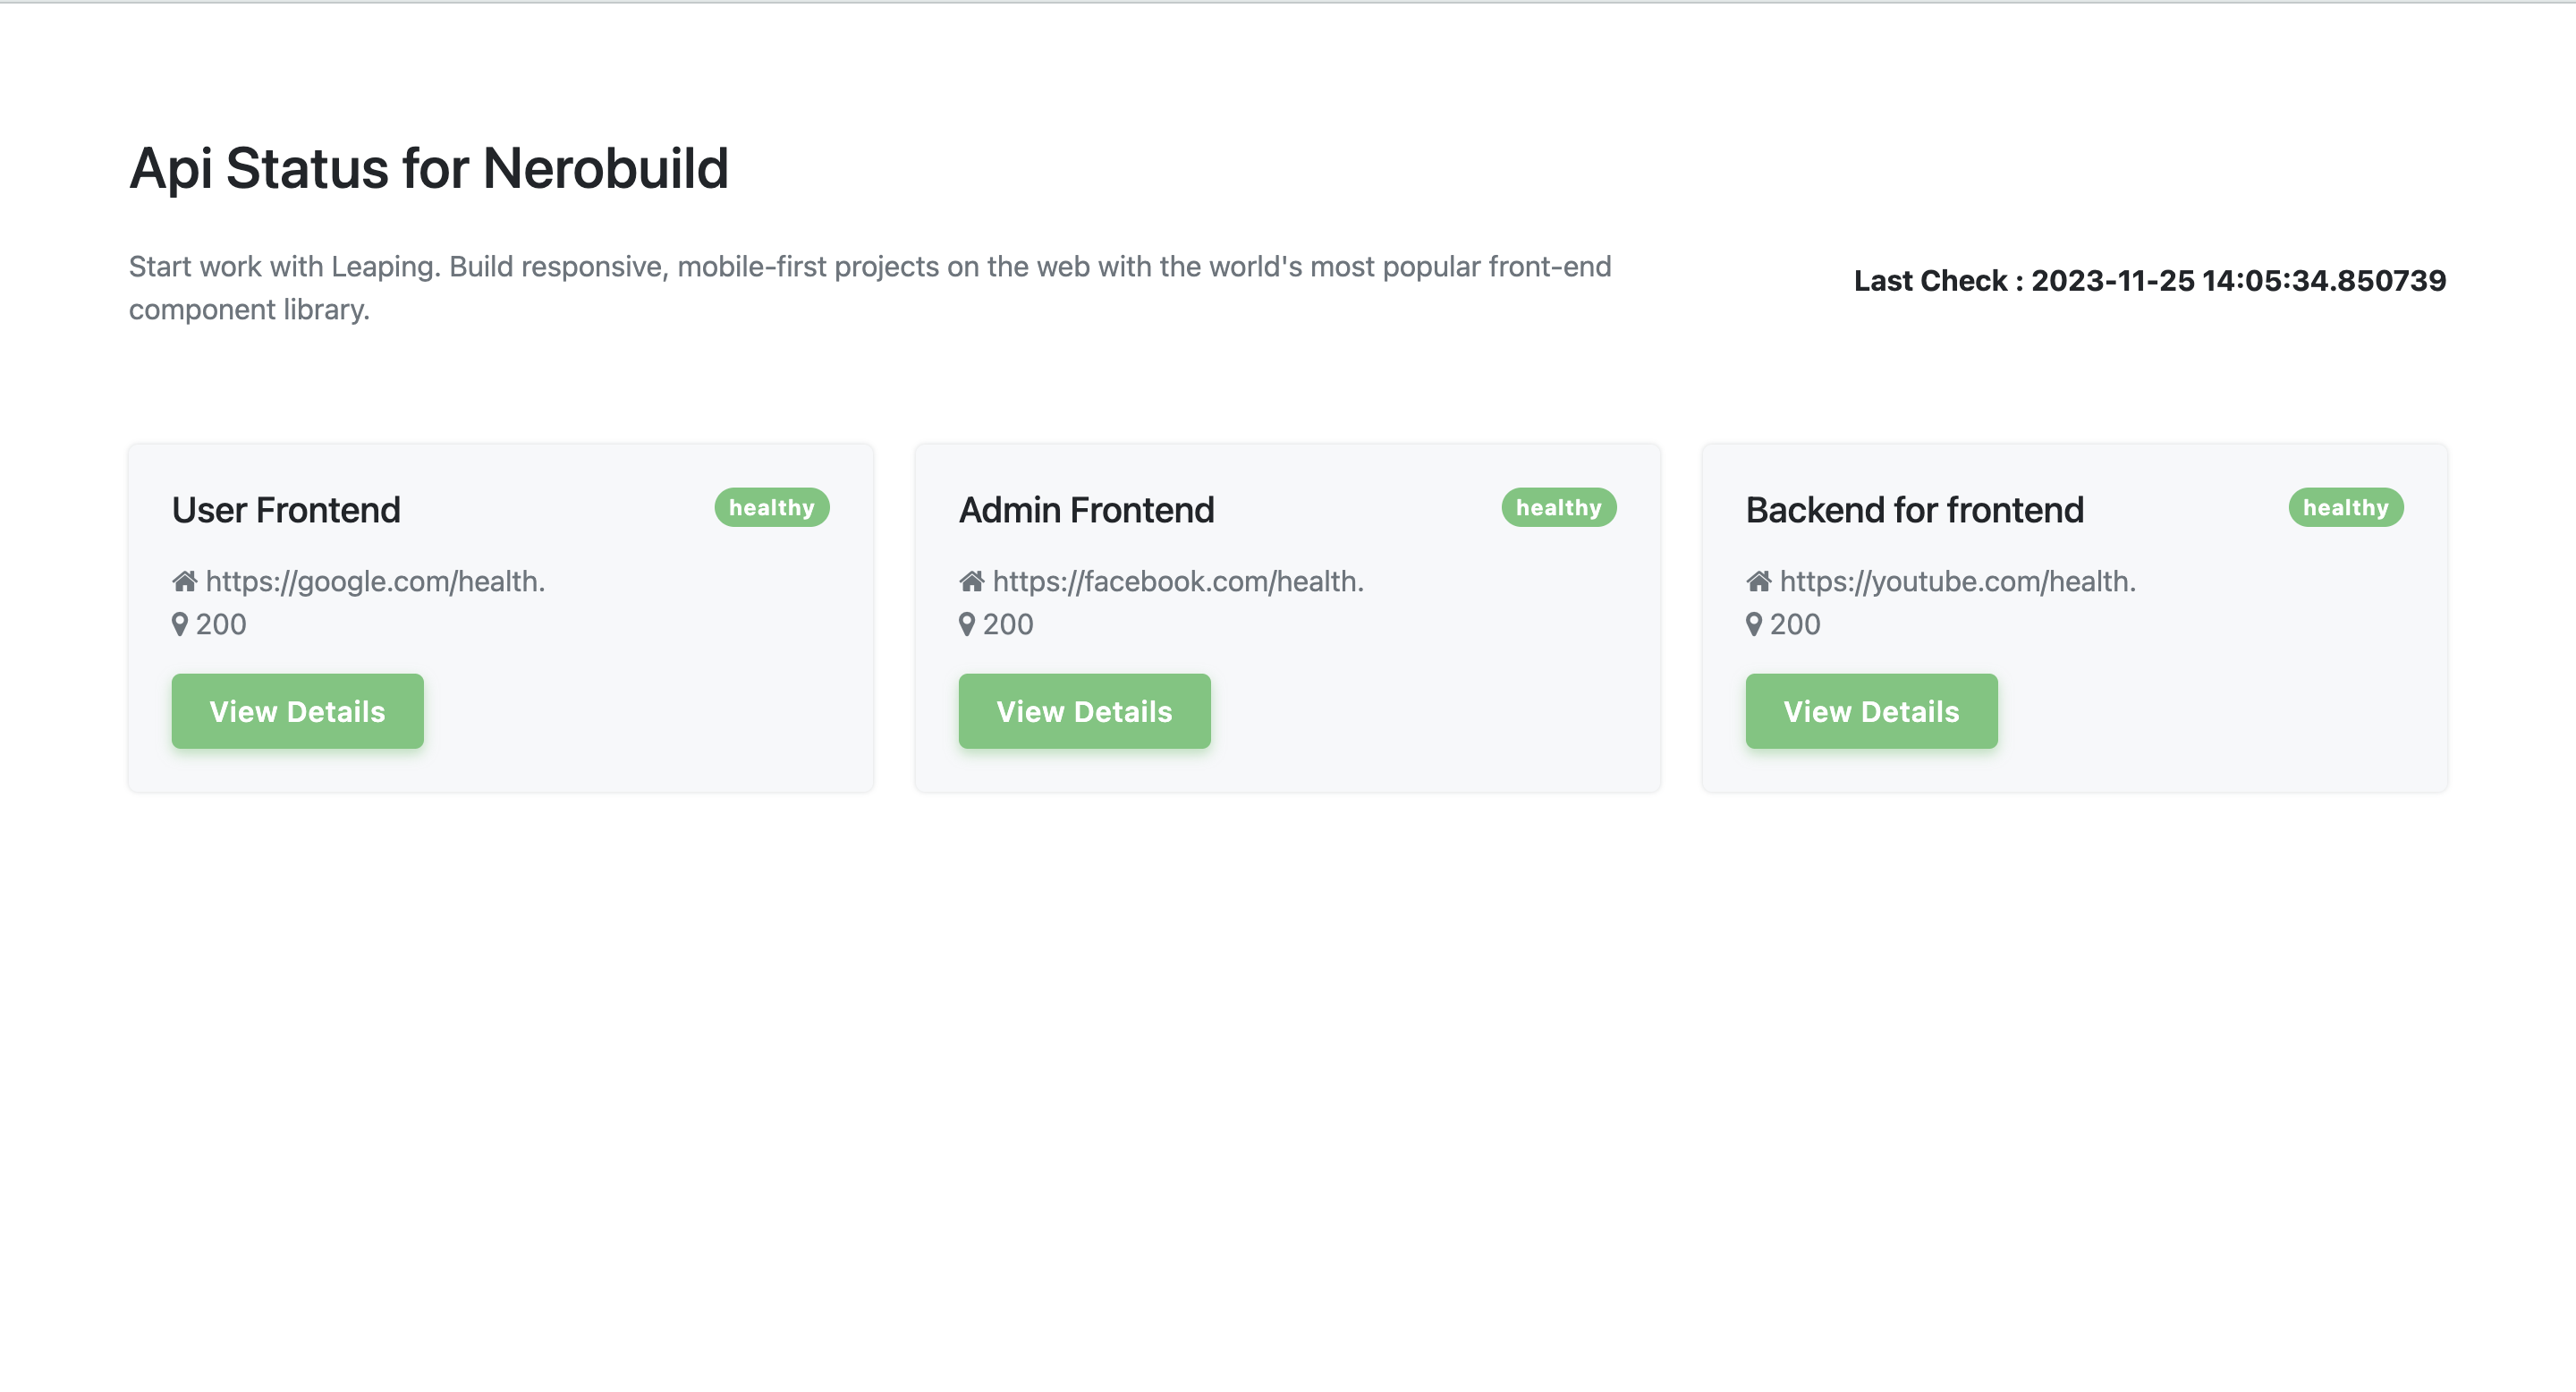 Api Status for Nerobuild
Start work with Leaping. Build responsive, mobile-first projects on the web with the world's most popular front-end
component library.
Last Check : 2023-11-25 14:05:34.850739
User Frontend
healthy
https://google.com/health.
200
View Details
Admin Frontend
healthy
https://facebook.com/health.
200
View Details
Backend for frontend
healthy
https://youtube.com/health.
200
View Details